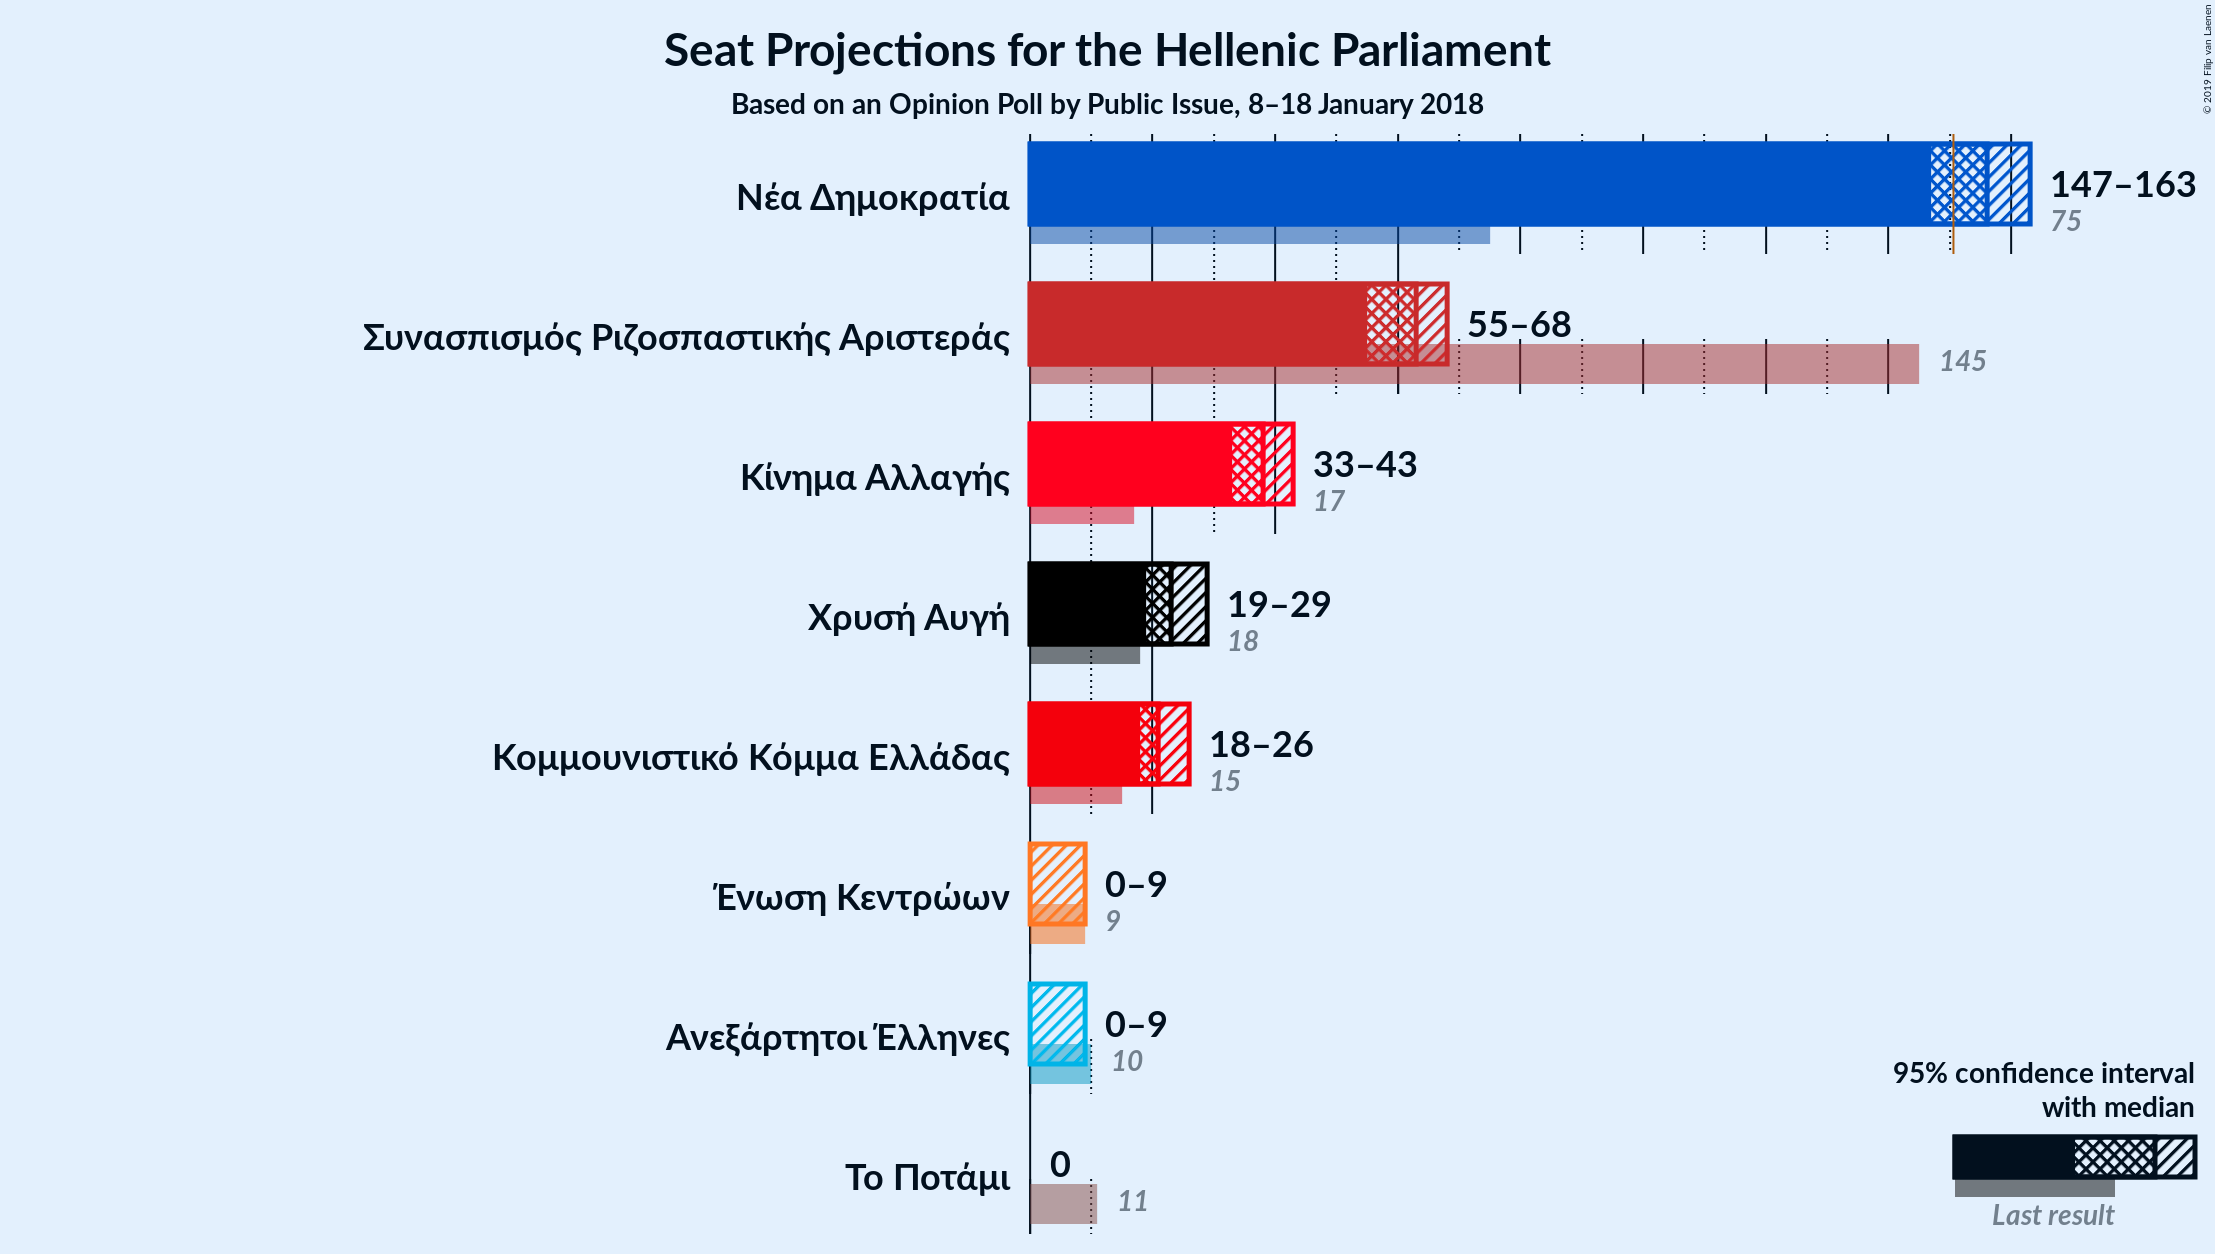 Seat Projections for the Hellenic Parliament
Based on an Opinion Poll by Public Issue, 8–18 January 2018
© 2019 Filip van Laenen
Νέα Δημοκρατία
147–163
75
Συνασπισμός Ριζοσπαστικής Αριστεράς
55–68
145
Κίνημα Αλλαγής
33–43
17
Χρυσή Αυγή
19–29
18
Κομμουνιστικό Κόμμα Ελλάδας
18–26
15
Ένωση Κεντρώων
0–9
9
Ανεξάρτητοι Έλληνες
0–9
10
Το Ποτάμι
0
11
95% confidence interval
with median
Last result